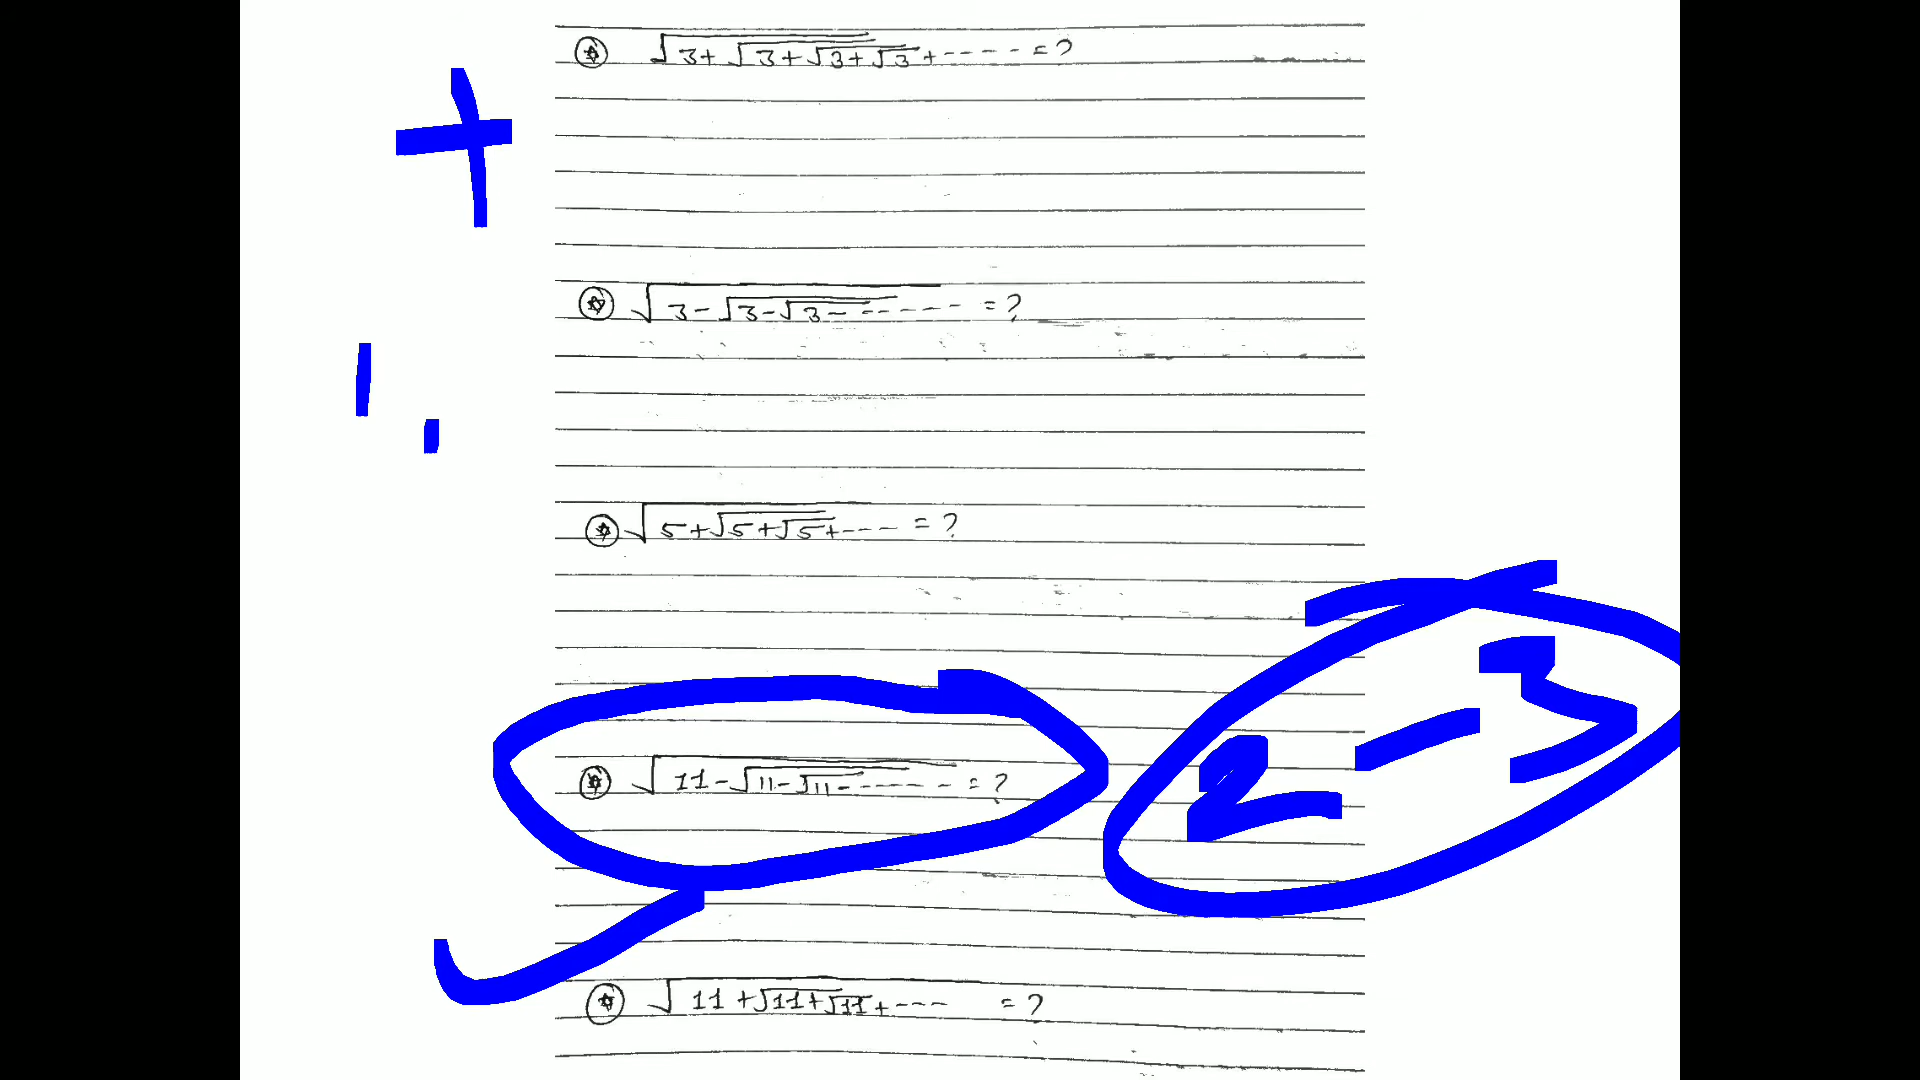 √3+√3+√3+√3+---- = ?
√3-√3-√3------- = ?
√5+√5+√5+--- = ?
2 - 3
√11-√11-√11------- = ?
√11+√11+√11+--- = ?